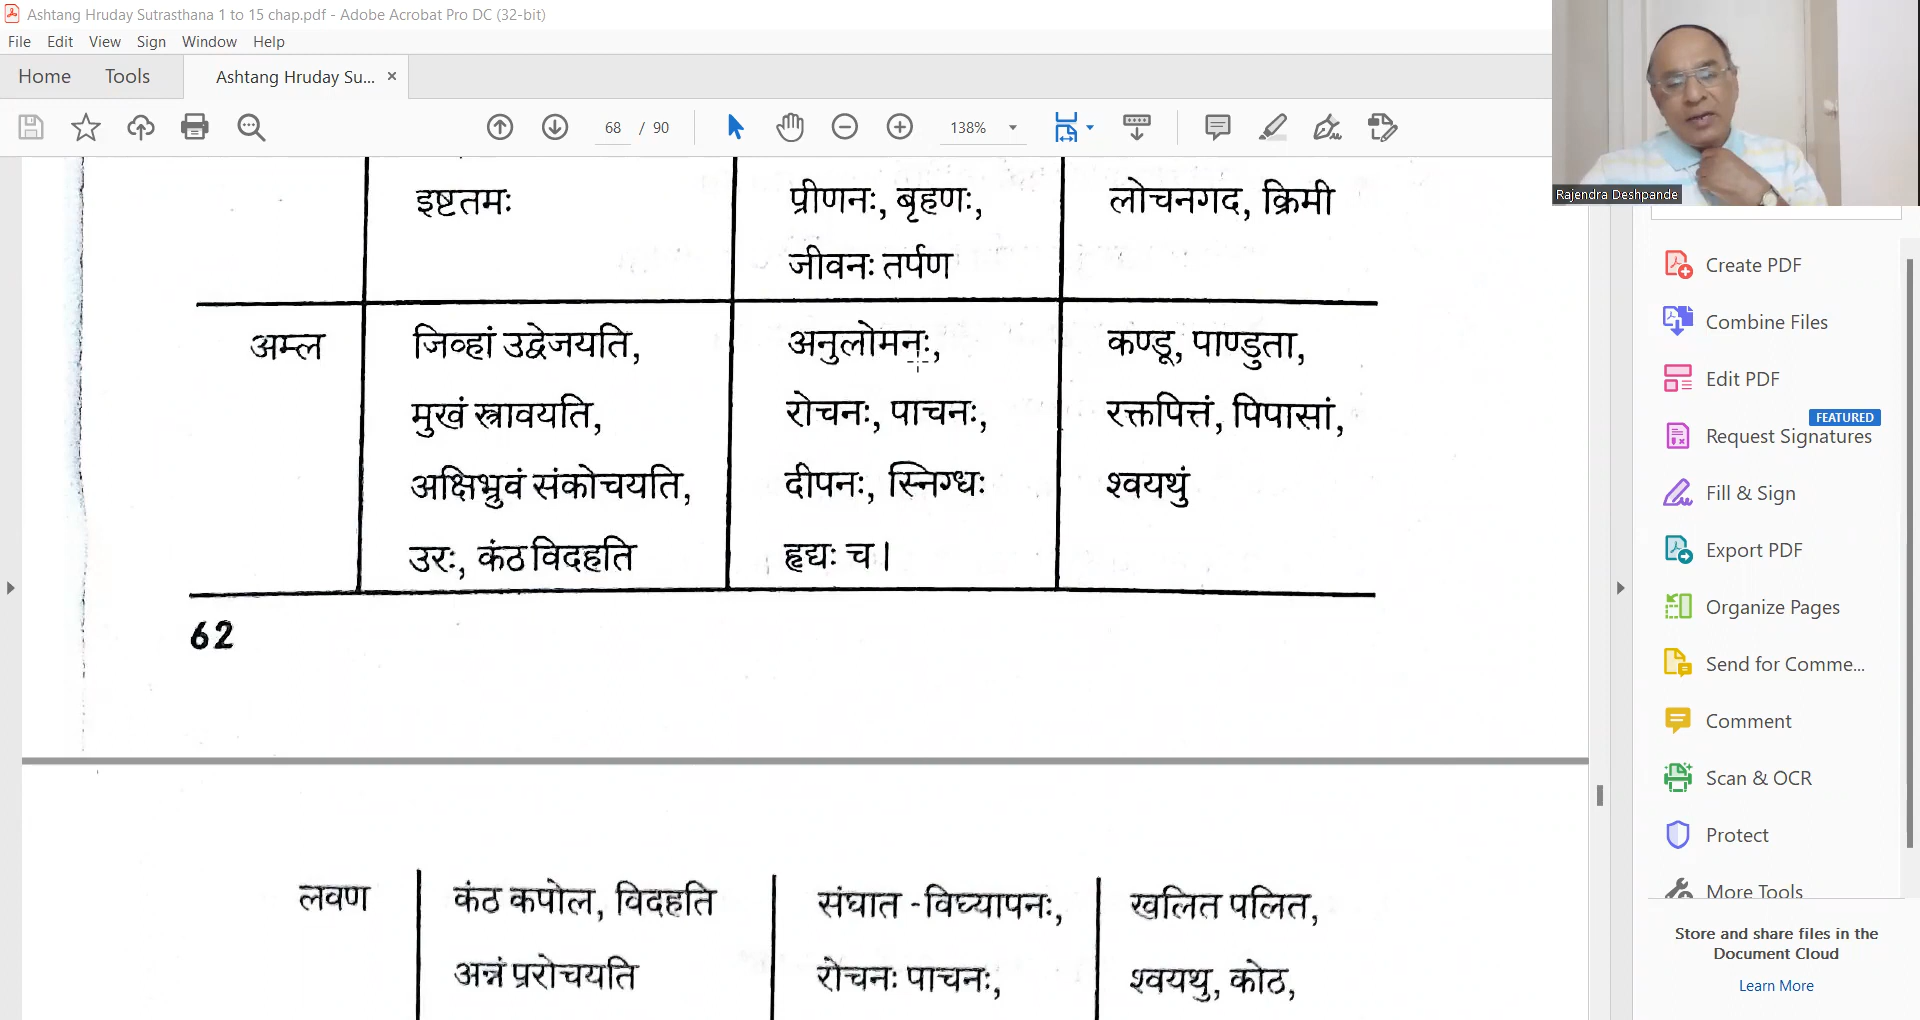 Ashtang Hruday Sutrasthana 1 to 15 chap.pdf - Adobe Acrobat Pro DC (32-bit)
File Edit View Sign Window Help
Home Tools Ashtang Hruday Su... ×
68 / 90 138%
Rajendra Deshpande
इष्टतमः प्रीणनः, बृहणः, लोचनगद, क्रिमी
जीवनः तर्पण
अम्ल जिव्हां उद्वेजयति, अनुलोमनः, कण्डू, पाण्डुता,
मुखं स्त्रावयति, रोचनः, पाचनः, रक्तपित्तं, पिपासां,
अक्षिभ्रुवं संकोचयति, दीपनः, स्निग्धः श्वयथुं
उरः, कंठ विदहति हृद्यः च।
62
लवण कंठ कपोल, विदहति संघात -विघ्यापनः, खलित पलित,
अन्नं प्ररोचयति रोचनः पाचनः, श्वयथु, कोठ,
Create PDF
Combine Files
Edit PDF
FEATURED
Request Signatures
Fill & Sign
Export PDF
Organize Pages
Send for Comme...
Comment
Scan & OCR
Protect
More Tools
Store and share files in the
Document Cloud
Learn More